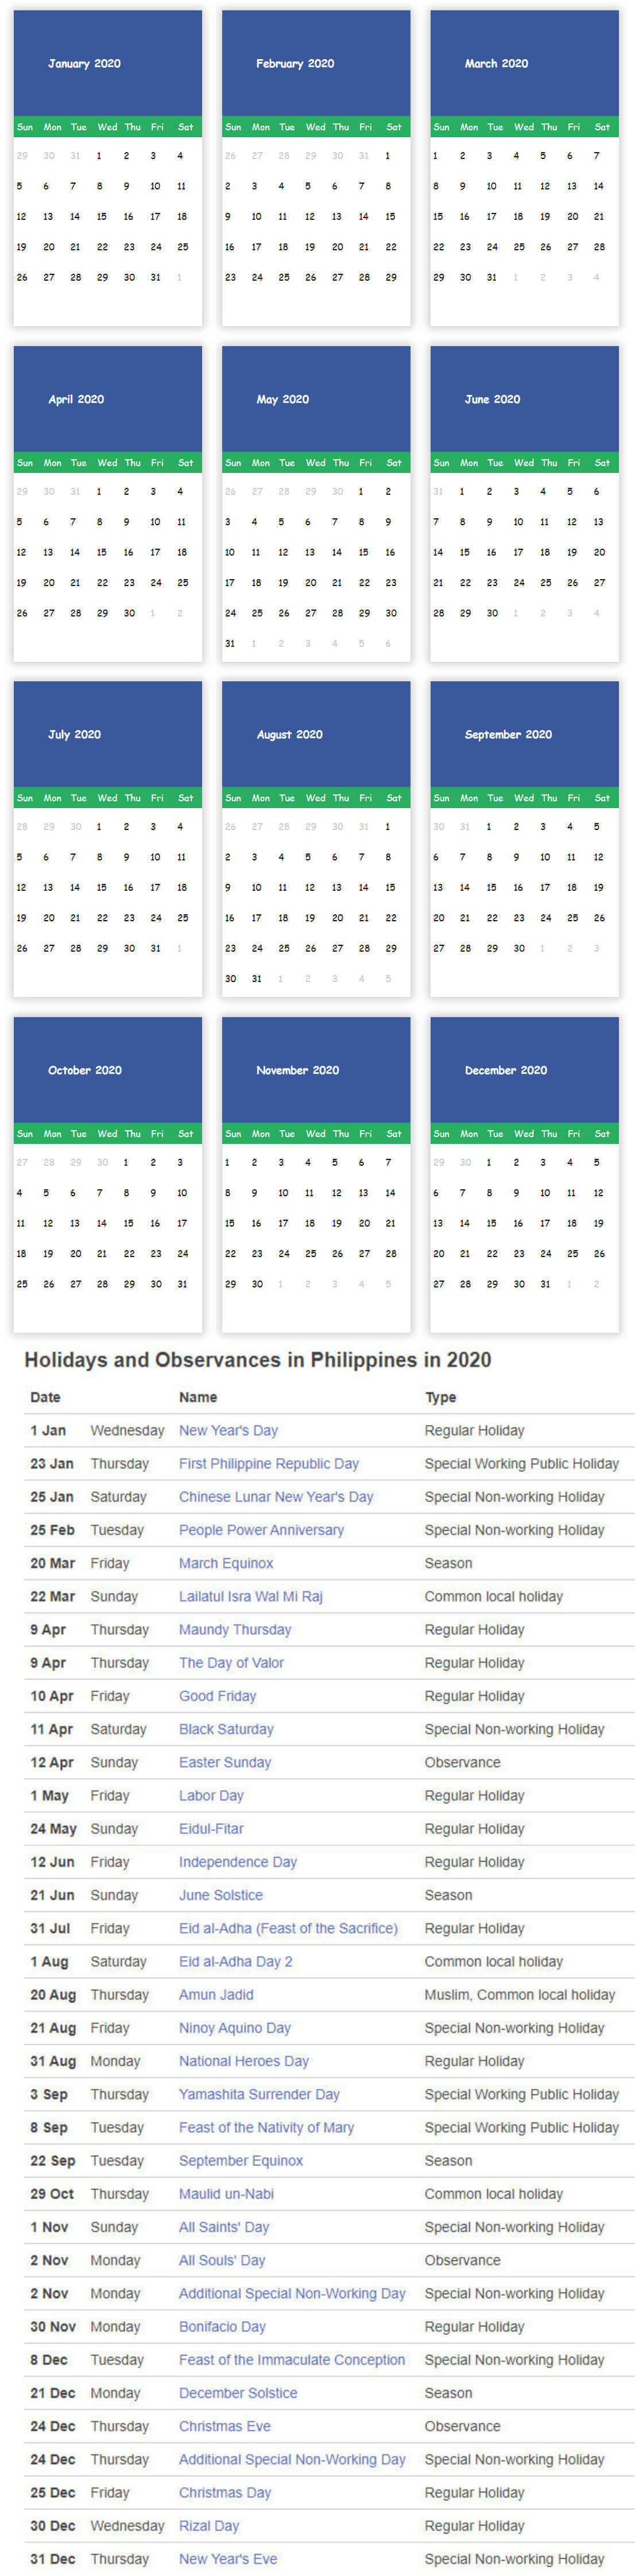 January 2020 February 2020 March 2020
Sun Mon Tue Wed Thu Fri Sat Sun Mon Tue Wed Thu Fri Sat Sun Mon Tue Wed Thu Fri Sat
29 30 31 1 2 3 4 26 27 28 29 30 31 1 1 2 3 4 5 6 7
5 6 7 8 9 10 11 2 3 4 5 6 7 8 8 9 10 11 12 13 14
12 13 14 15 16 17 18 9 10 11 12 13 14 15 15 16 17 18 19 20 21
19 20 21 22 23 24 25 16 17 18 19 20 21 22 22 23 24 25 26 27 28
26 27 28 29 30 31 1 23 24 25 26 27 28 29 29 30 31 1 2 3 4
April 2020 May 2020 June 2020
Sun Mon Tue Wed Thu Fri Sat Sun Mon Tue Wed Thu Fri Sat Sun Mon Tue Wed Thu Fri Sat
29 30 31 1 2 3 4 26 27 28 29 30 1 2 31 1 2 3 4 5 6
5 6 7 8 9 10 11 3 4 5 6 7 8 9 7 8 9 10 11 12 13
12 13 14 15 16 17 18 10 11 12 13 14 15 16 14 15 16 17 18 19 20
19 20 21 22 23 24 25 17 18 19 20 21 22 23 21 22 23 24 25 26 27
26 27 28 29 30 1 2 24 25 26 27 28 29 30 28 29 30 1 2 3 4
31 1 2 3 4 5 6
July 2020 August 2020 September 2020
Sun Mon Tue Wed Thu Fri Sat Sun Mon Tue Wed Thu Fri Sat Sun Mon Tue Wed Thu Fri Sat
28 29 30 1 2 3 4 26 27 28 29 30 31 1 30 31 1 2 3 4 5
5 6 7 8 9 10 11 2 3 4 5 6 7 8 6 7 8 9 10 11 12
12 13 14 15 16 17 18 9 10 11 12 13 14 15 13 14 15 16 17 18 19
19 20 21 22 23 24 25 16 17 18 19 20 21 22 20 21 22 23 24 25 26
26 27 28 29 30 31 1 23 24 25 26 27 28 29 27 28 29 30 1 2 3
30 31 1 2 3 4 5
October 2020 November 2020 December 2020
Sun Mon Tue Wed Thu Fri Sat Sun Mon Tue Wed Thu Fri Sat Sun Mon Tue Wed Thu Fri Sat
27 28 29 30 1 2 3 1 2 3 4 5 6 7 29 30 1 2 3 4 5
4 5 6 7 8 9 10 8 9 10 11 12 13 14 6 7 8 9 10 11 12
11 12 13 14 15 16 17 15 16 17 18 19 20 21 13 14 15 16 17 18 19
18 19 20 21 22 23 24 22 23 24 25 26 27 28 20 21 22 23 24 25 26
25 26 27 28 29 30 31 29 30 1 2 3 4 5 27 28 29 30 31 1 2
Holidays and Observances in Philippines in 2020
Date Name Type
1 Jan Wednesday New Year's Day Regular Holiday
23 Jan Thursday First Philippine Republic Day Special Working Public Holiday
25 Jan Saturday Chinese Lunar New Year's Day Special Non-working Holiday
25 Feb Tuesday People Power Anniversary Special Non-working Holiday
20 Mar Friday March Equinox Season
22 Mar Sunday Lailatul Isra Wal Mi Raj Common local holiday
9 Apr Thursday Maundy Thursday Regular Holiday
9 Apr Thursday The Day of Valor Regular Holiday
10 Apr Friday Good Friday Regular Holiday
11 Apr Saturday Black Saturday Special Non-working Holiday
12 Apr Sunday Easter Sunday Observance
1 May Friday Labor Day Regular Holiday
24 May Sunday Eidul-Fitar Regular Holiday
12 Jun Friday Independence Day Regular Holiday
21 Jun Sunday June Solstice Season
31 Jul Friday Eid al-Adha (Feast of the Sacrifice) Regular Holiday
1 Aug Saturday Eid al-Adha Day 2 Common local holiday
20 Aug Thursday Amun Jadid Muslim, Common local holiday
21 Aug Friday Ninoy Aquino Day Special Non-working Holiday
31 Aug Monday National Heroes Day Regular Holiday
3 Sep Thursday Yamashita Surrender Day Special Working Public Holiday
8 Sep Tuesday Feast of the Nativity of Mary Special Working Public Holiday
22 Sep Tuesday September Equinox Season
29 Oct Thursday Maulid un-Nabi Common local holiday
1 Nov Sunday All Saints' Day Special Non-working Holiday
2 Nov Monday All Souls' Day Observance
2 Nov Monday Additional Special Non-Working Day Special Non-working Holiday
30 Nov Monday Bonifacio Day Regular Holiday
8 Dec Tuesday Feast of the Immaculate Conception Special Non-working Holiday
21 Dec Monday December Solstice Season
24 Dec Thursday Christmas Eve Observance
24 Dec Thursday Additional Special Non-Working Day Special Non-working Holiday
25 Dec Friday Christmas Day Regular Holiday
30 Dec Wednesday Rizal Day Regular Holiday
31 Dec Thursday New Year's Eve Special Non-working Holiday